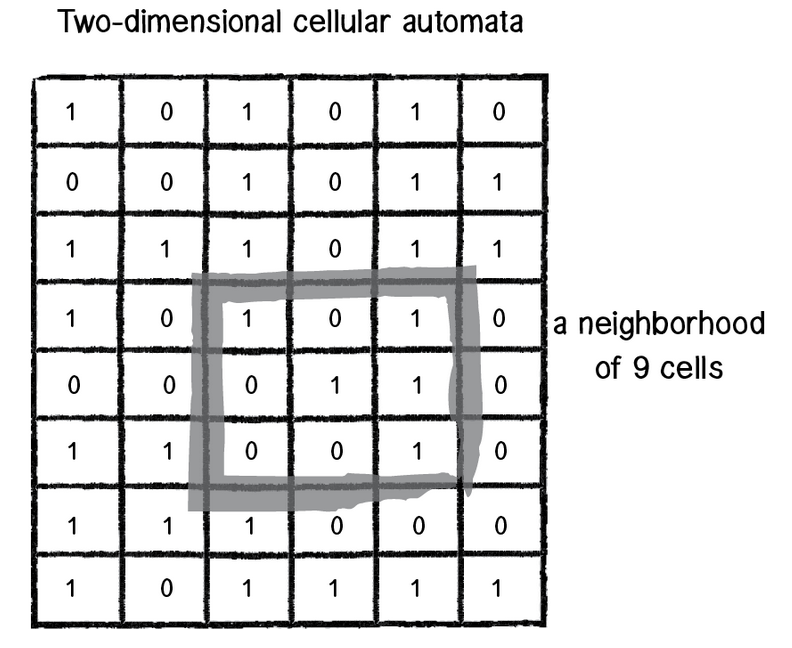 Two-dimensional cellular automata
1 0 1 0 1 0
0 0 1 0 1 1
1 1 1 0 1 1
1 0 1 0 1 0
a neighborhood
of 9 cells
0 0 0 1 1 0
1 1 0 0 1 0
1 1 1 0 0 0
1 0 1 1 1 1